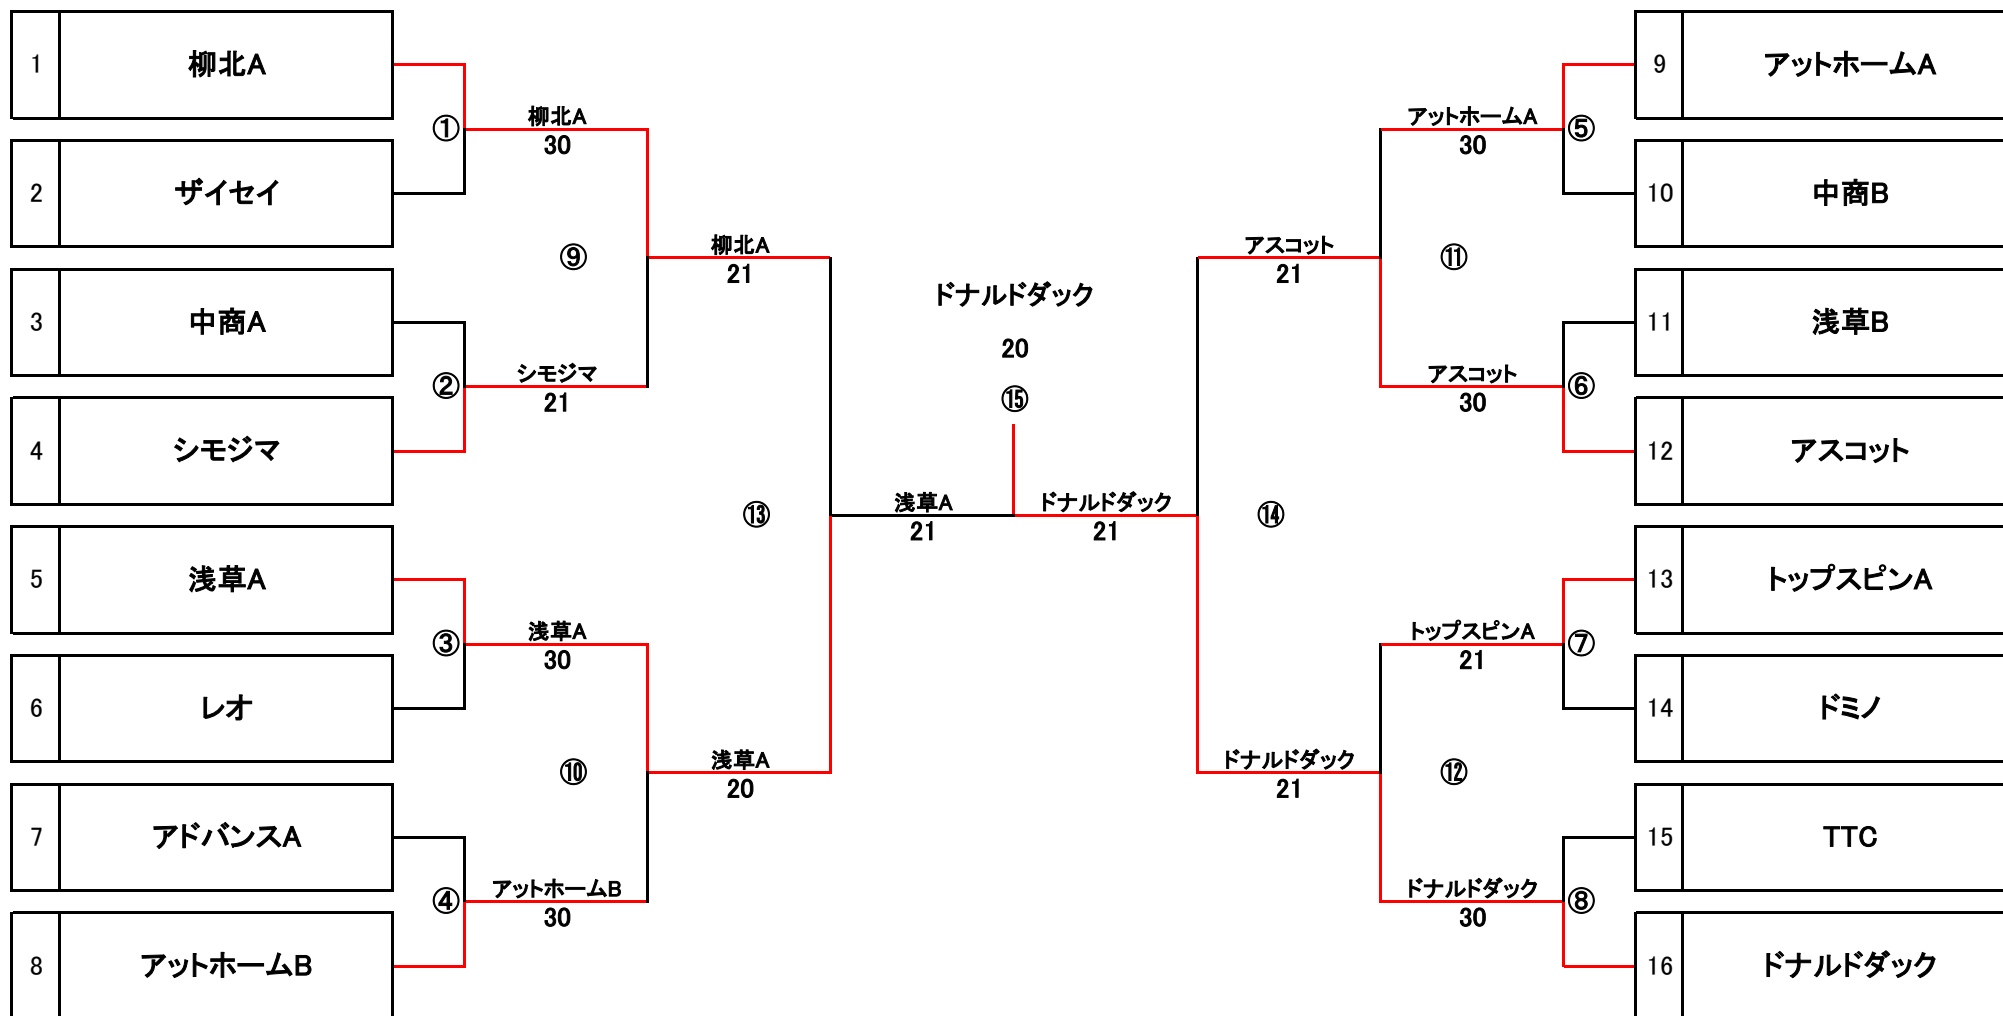 1 柳北A
2 ザイセイ
3 中商A
4 シモジマ
5 浅草A
6 レオ
7 アドバンスA
8 アットホームB
①
②
③
④
柳北A
30
シモジマ
21
浅草A
30
アットホームB
30
⑨
⑩
柳北A
21
浅草A
20
⑬
浅草A
21
ドナルドダック
20
⑮
ドナルドダック
21
⑭
アスコット
21
ドナルドダック
21
⑪
⑫
アットホームA
30
アスコット
30
トップスピンA
21
ドナルドダック
30
⑤
⑥
⑦
⑧
9 アットホームA
10 中商B
11 浅草B
12 アスコット
13 トップスピンA
14 ドミノ
15 TTC
16 ドナルドダック